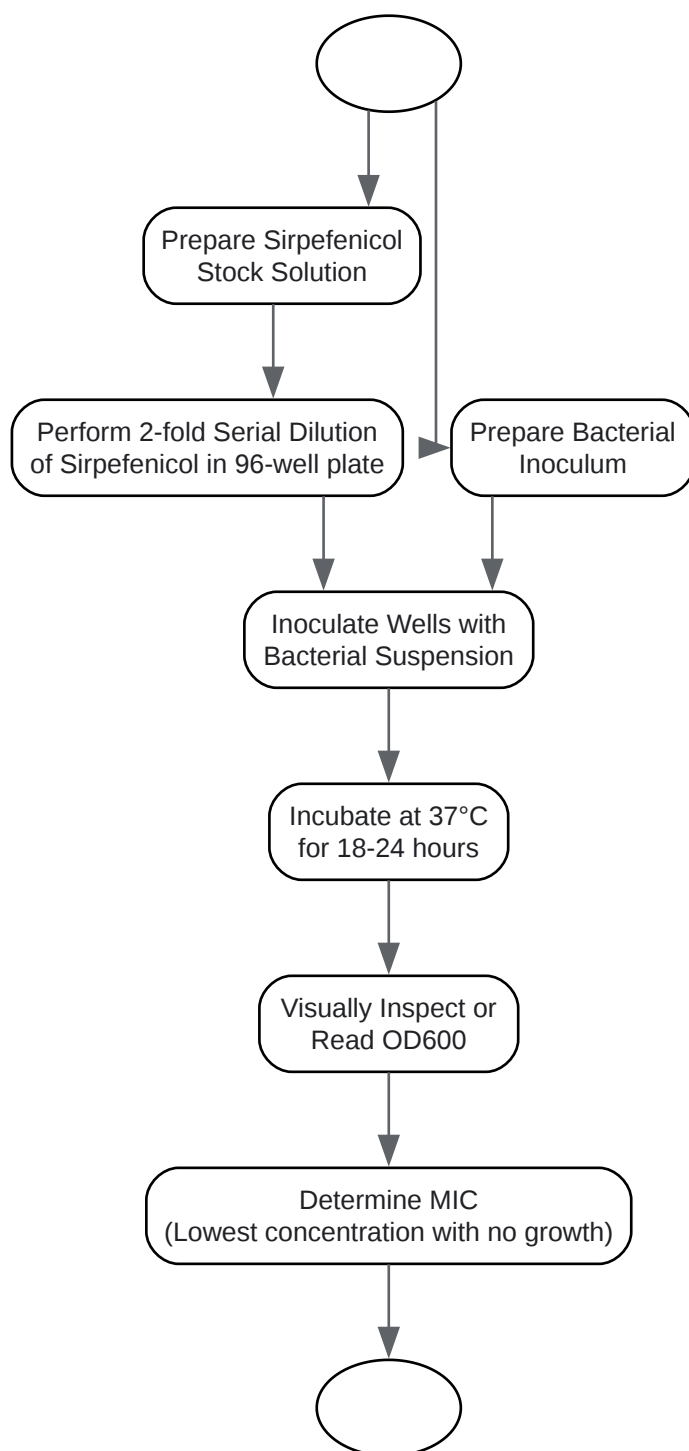 Prepare Sirpefenicol
Stock Solution
Perform 2-fold Serial Dilution
of Sirpefenicol in 96-well plate
Prepare Bacterial
Inoculum
Inoculate Wells with
Bacterial Suspension
Incubate at 37°C
for 18-24 hours
Visually Inspect or
Read OD600
Determine MIC
(Lowest concentration with no growth)